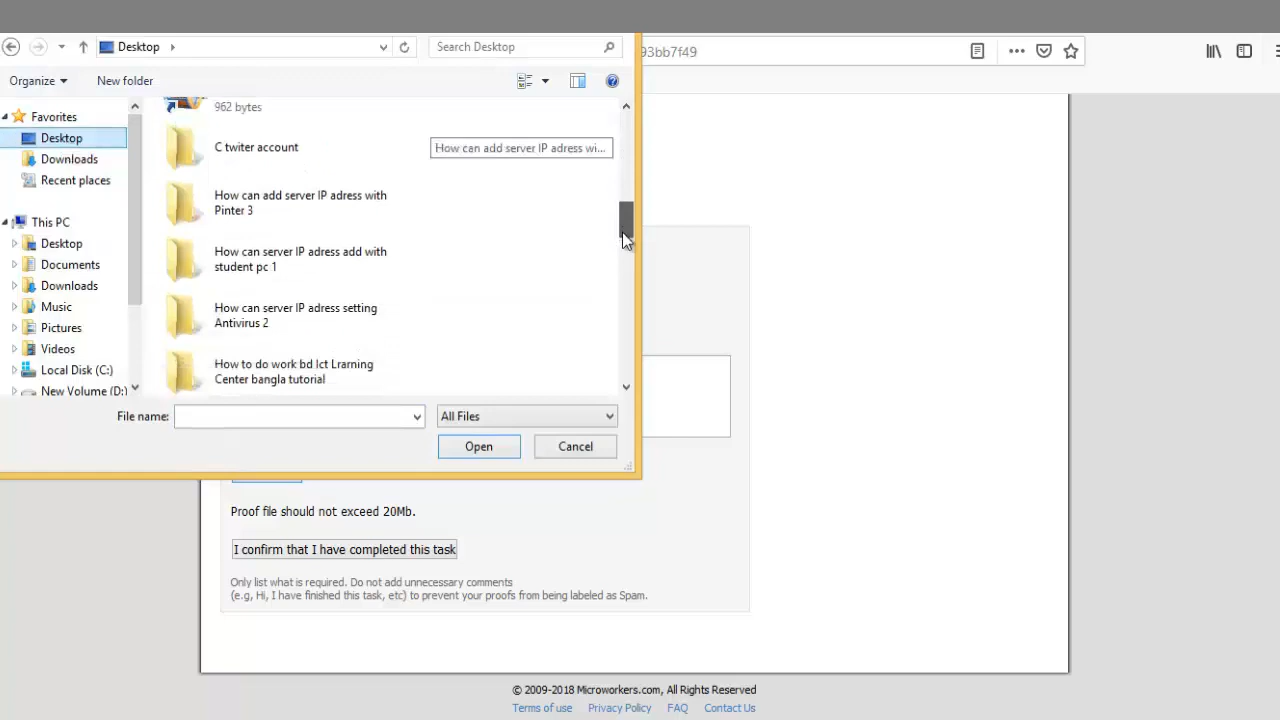 Desktop
Search Desktop
93bb7f49
Organize
New folder
962 bytes
Favorites
Desktop
Downloads
Recent places
This PC
Desktop
Documents
Downloads
Music
Pictures
Videos
Local Disk (C:)
New Volume (D:)
C twiter account
How can add server IP adress wi...
How can add server IP adress with
Pinter 3
How can server IP adress add with
student pc 1
How can server IP adress setting
Antivirus 2
How to do work bd Ict Lrarning
Center bangla tutorial
File name:
All Files
Open
Cancel
Proof file should not exceed 20Mb.
I confirm that I have completed this task
Only list what is required. Do not add unnecessary comments
(e.g, Hi, I have finished this task, etc) to prevent your proofs from being labeled as Spam.
© 2009-2018 Microworkers.com, All Rights Reserved
Terms of use
Privacy Policy
FAQ
Contact Us